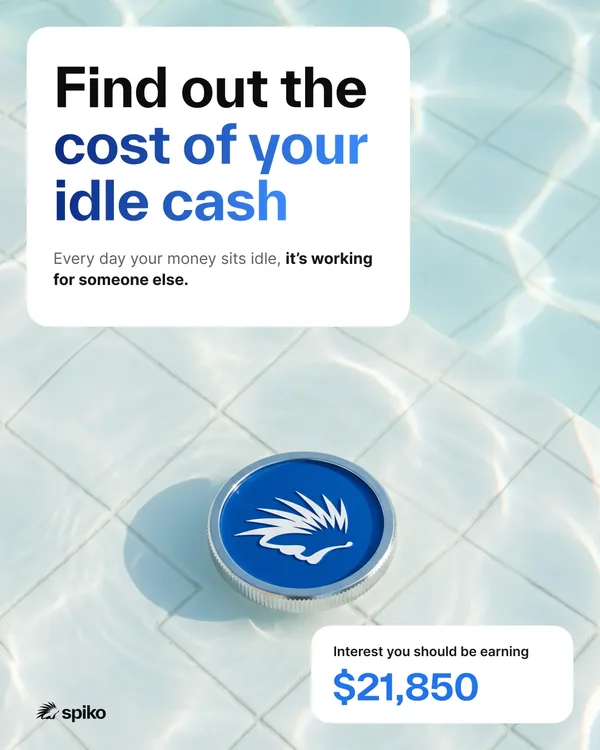 Find out the
cost of your
idle cash
Every day your money sits idle, it’s working
for someone else.
Interest you should be earning
$21,850
spiko